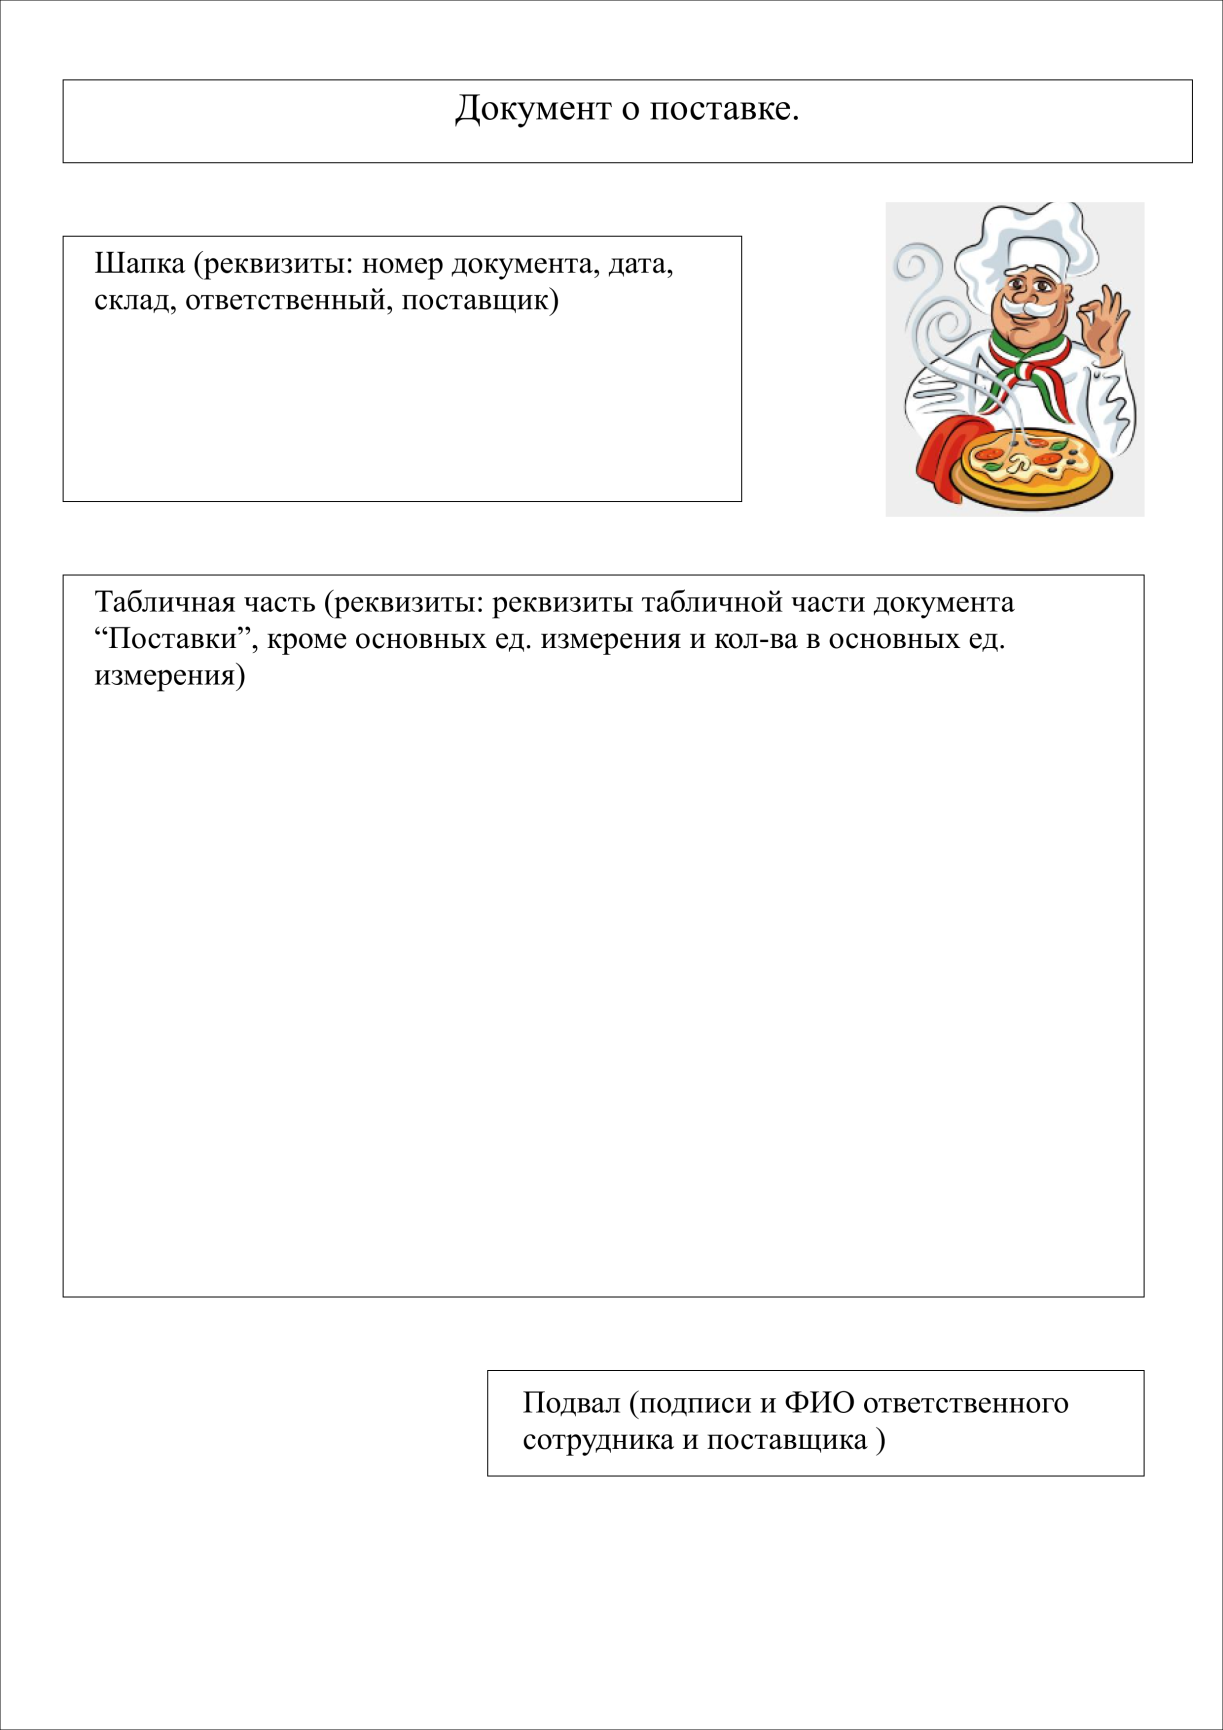 Документ о поставке.
Шапка (реквизиты: номер документа, дата,
склад, ответственный, поставщик)
Табличная часть (реквизиты: реквизиты табличной части документа
“Поставки”, кроме основных ед. измерения и кол-ва в основных ед.
измерения)
Подвал (подписи и ФИО ответственного
сотрудника и поставщика )